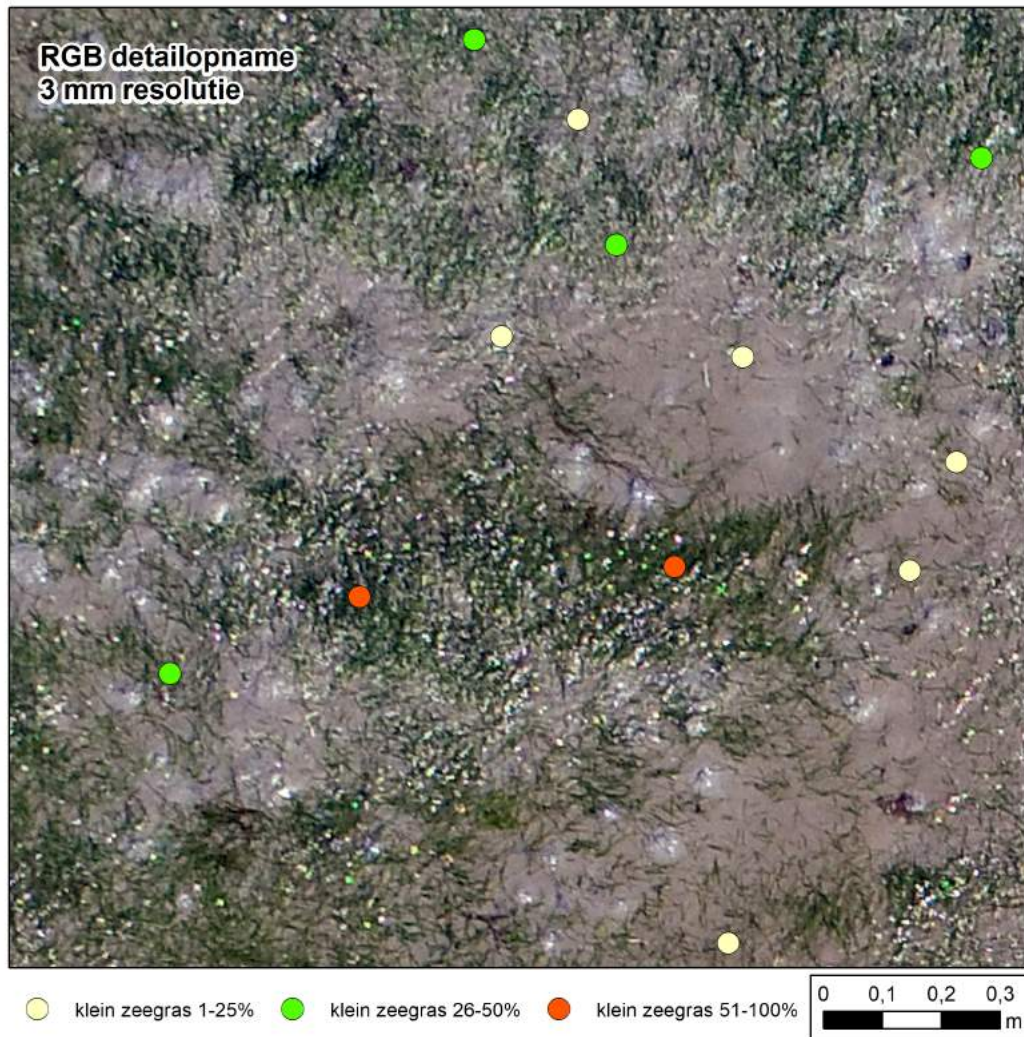 RGB detailopname
3 mm resolutie
klein zeegras 1-25% klein zeegras 26-50% klein zeegras 51-100%
0 0,1 0,2 0,3
m